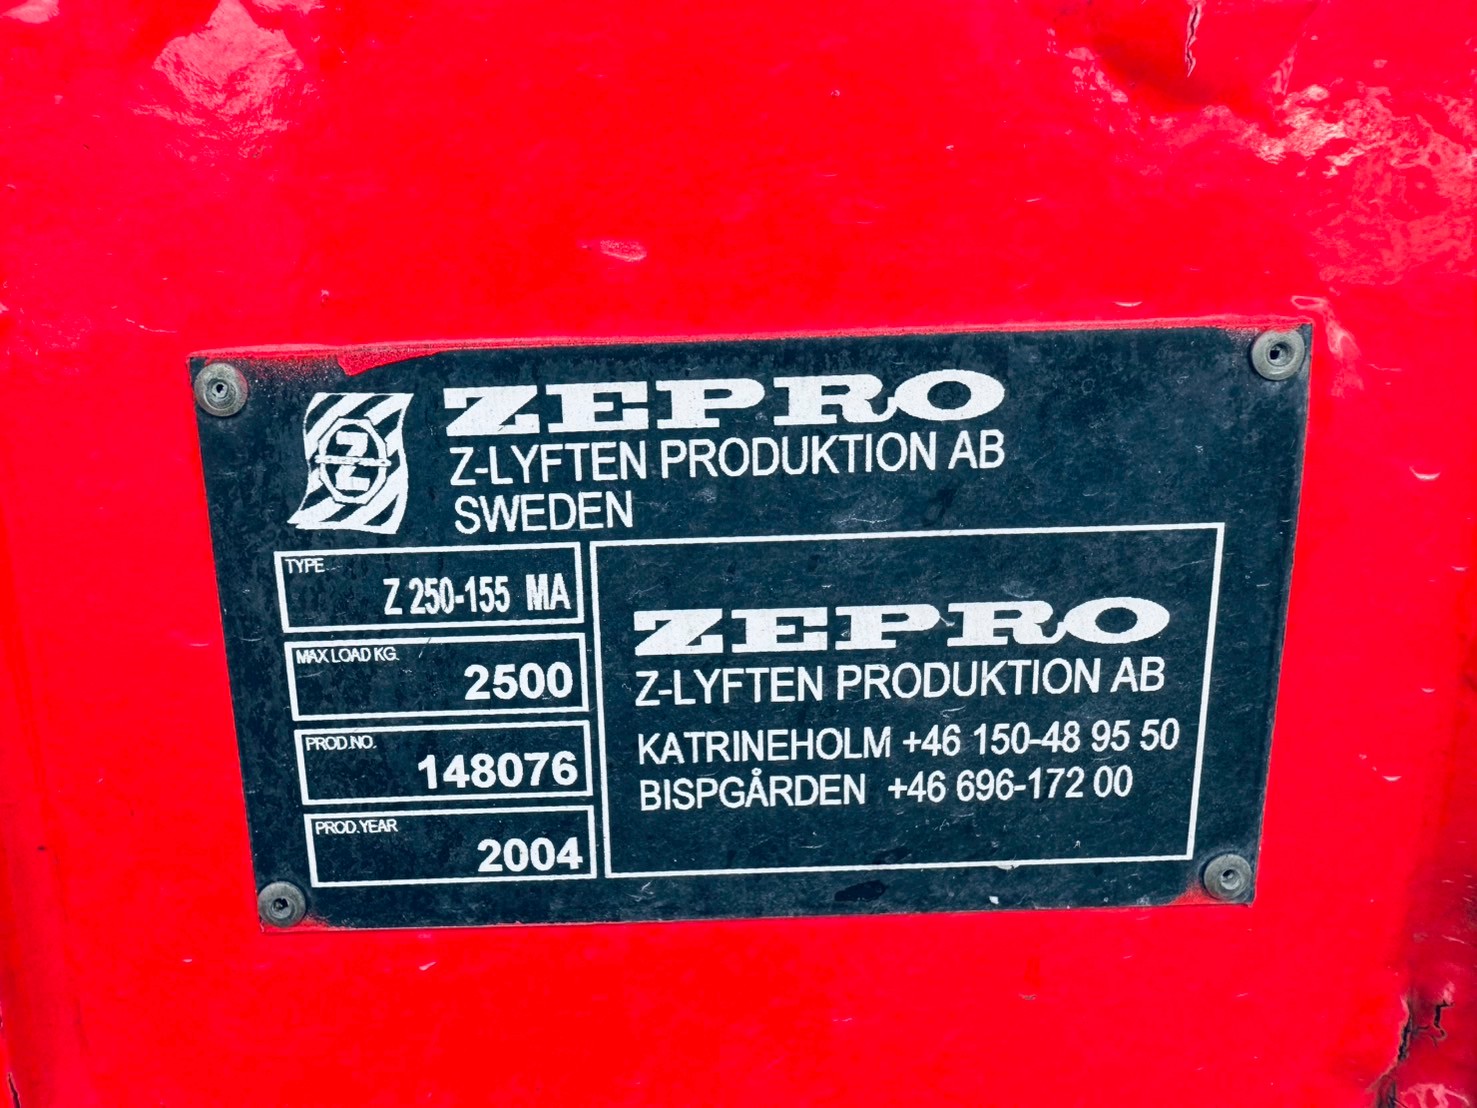 ZEPRO
Z-LYFTEN PRODUKTION AB
SWEDEN
Z
TYPE
Z 250-155 MA
MAX LOAD KG.
2500
PROD.NO.
148076
PROD.YEAR
2004
ZEPRO
Z-LYFTEN PRODUKTION AB
KATRINEHOLM +46 150-48 95 50
BISPGÅRDEN +46 696-172 00